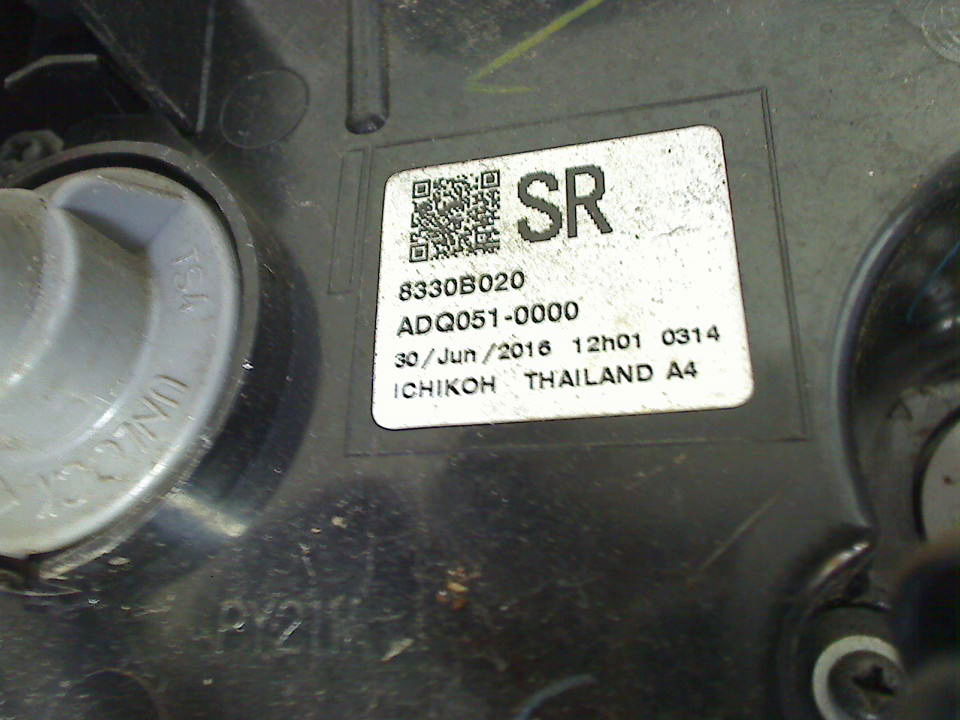 SR
8330B020
ADQ051-0000
30/Jun/2016 12h01 0314
ICHIKOH THAILAND A4